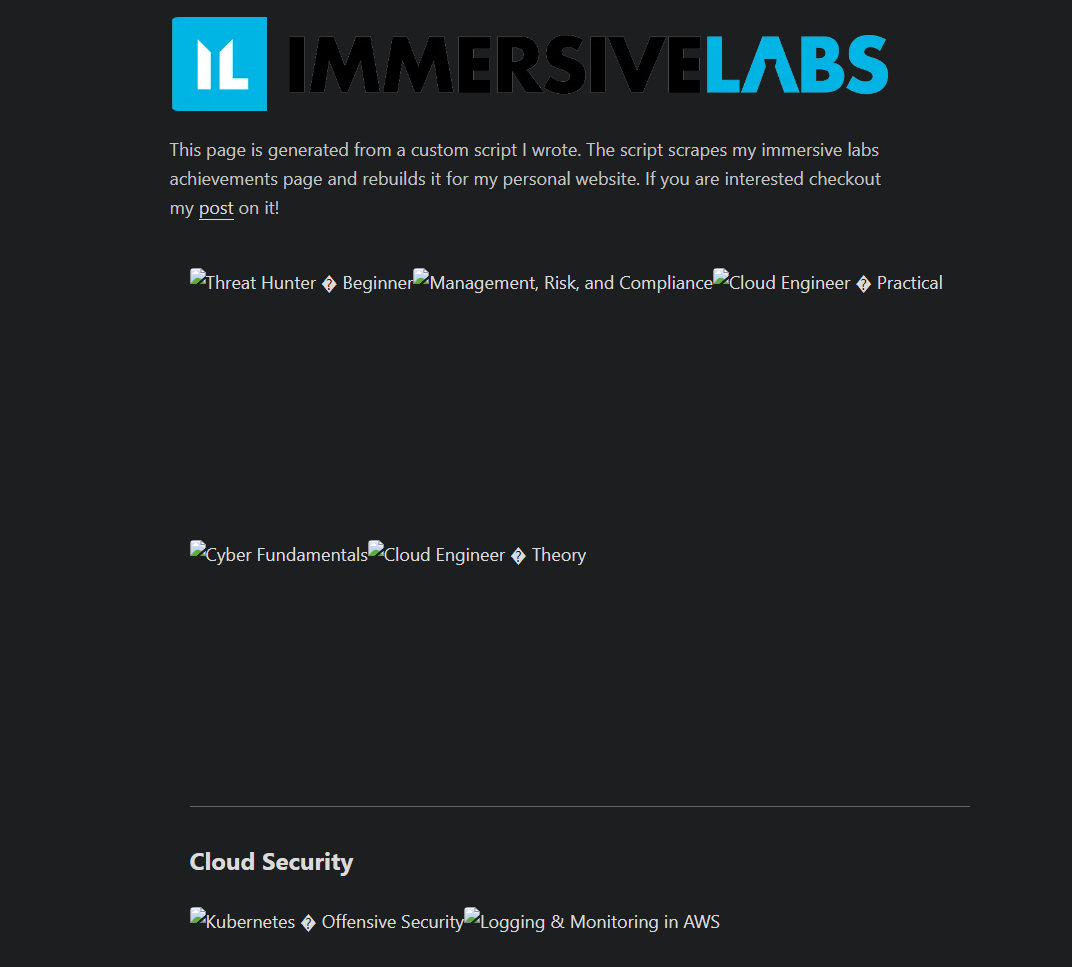 IL IMMERSIVELABS
This page is generated from a custom script I wrote. The script scrapes my immersive labs
achievements page and rebuilds it for my personal website. If you are interested checkout
my post on it!
Threat Hunter � Beginner Management, Risk, and Compliance Cloud Engineer � Practical
Cyber Fundamentals Cloud Engineer � Theory
Cloud Security
Kubernetes � Offensive Security Logging & Monitoring in AWS